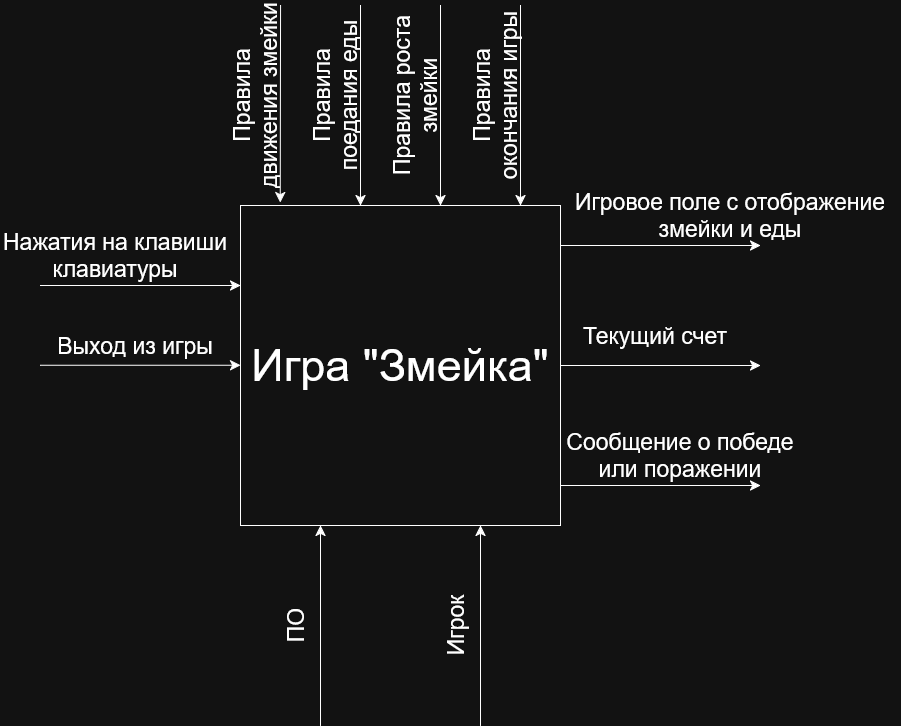 Правила
движения змейки
Правила
поедания еды
Правила роста
змейки
Правила
окончания игры
Нажатия на клавиши
клавиатуры
Выход из игры
Игра "Змейка"
Игровое поле с отображение
змейки и еды
Текущий счет
Сообщение о победе
или поражении
ПО
Игрок